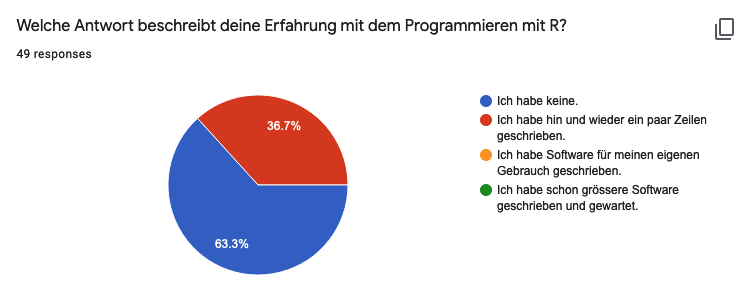 Welche Antwort beschreibt deine Erfahrung mit dem Programmieren mit R?
49 responses
36.7%
63.3%
Ich habe keine.
Ich habe hin und wieder ein paar Zeilen
geschrieben.
Ich habe Software für meinen eigenen
Gebrauch geschrieben.
Ich habe schon grössere Software
geschrieben und gewartet.